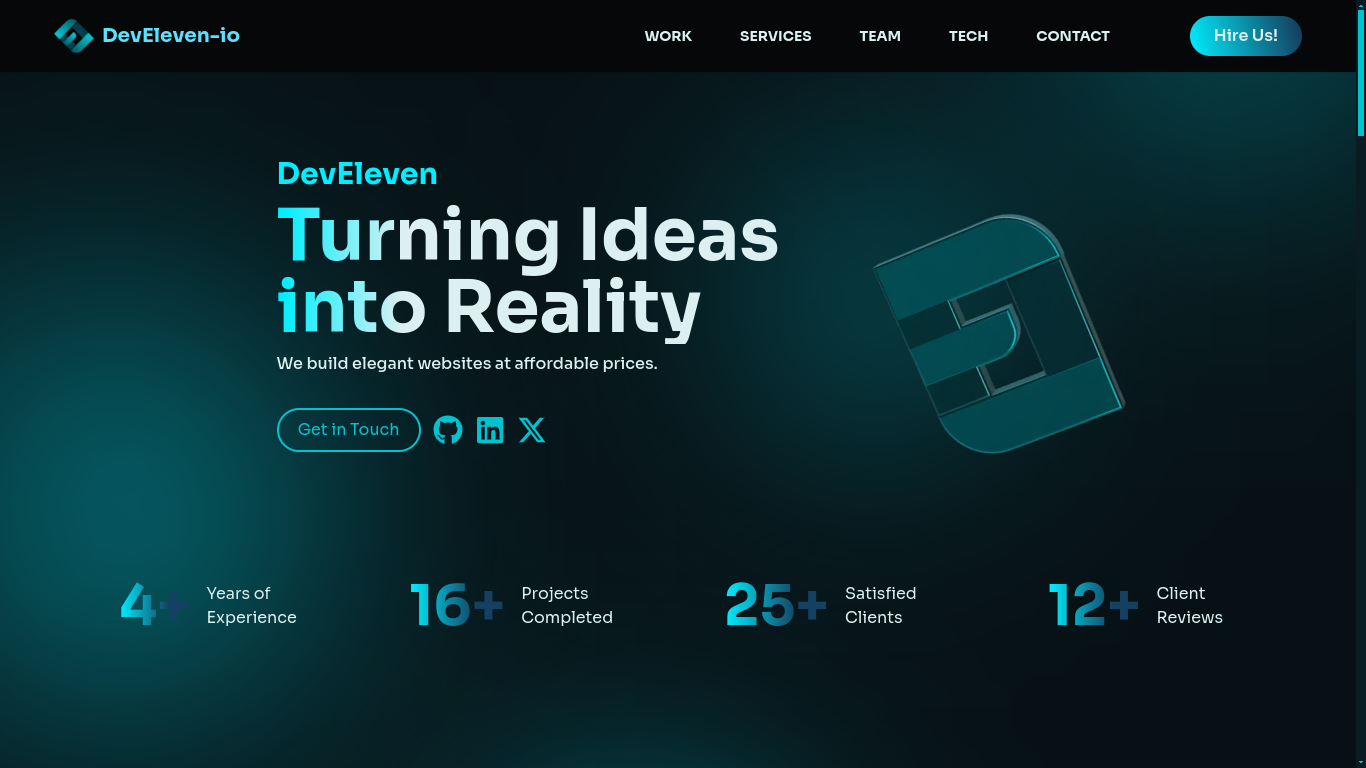 DevEleven-io
WORK
SERVICES
TEAM
TECH
CONTACT
Hire Us!
DevEleven
Turning Ideas
into Reality
We build elegant websites at affordable prices.
Get in Touch
4+
Years of
Experience
16+
Projects
Completed
25+
Satisfied
Clients
12+
Client
Reviews